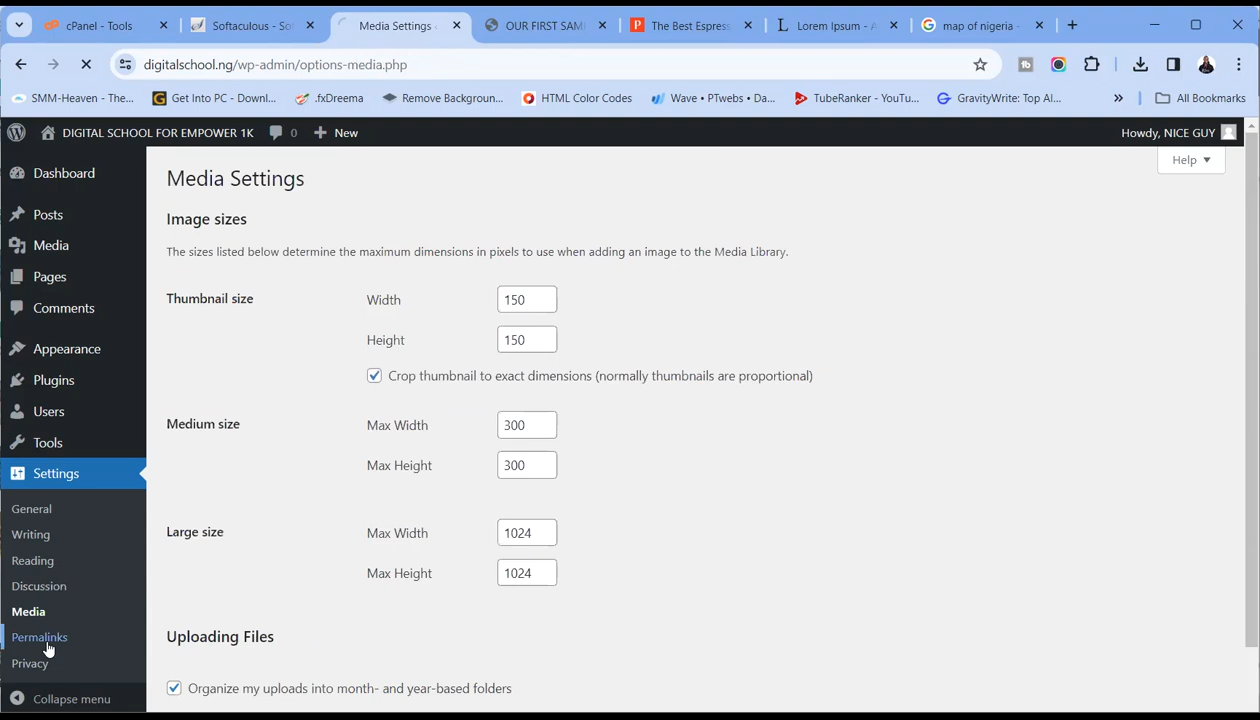 cPanel - Tools
Softaculous - So
Media Settings
OUR FIRST SAM
The Best Espress
Lorem Ipsum - A
map of nigeria -
digitalschool.ng/wp-admin/options-media.php
SMM-Heaven - The...
Get Into PC - Downl...
.fxDreema
Remove Backgroun...
HTML Color Codes
Wave • PTwebs • Da...
TubeRanker - YouTu...
GravityWrite: Top AI...
»
All Bookmarks
DIGITAL SCHOOL FOR EMPOWER 1K
0
New
Howdy, NICE GUY
Help
Dashboard
Posts
Media
Pages
Comments
Appearance
Plugins
Users
Tools
Settings
General
Writing
Reading
Discussion
Media
Permalinks
Privacy
Collapse menu
Media Settings
Image sizes
The sizes listed below determine the maximum dimensions in pixels to use when adding an image to the Media Library.
Thumbnail size
Width 150
Height 150
Crop thumbnail to exact dimensions (normally thumbnails are proportional)
Medium size
Max Width 300
Max Height 300
Large size
Max Width 1024
Max Height 1024
Uploading Files
Organize my uploads into month- and year-based folders